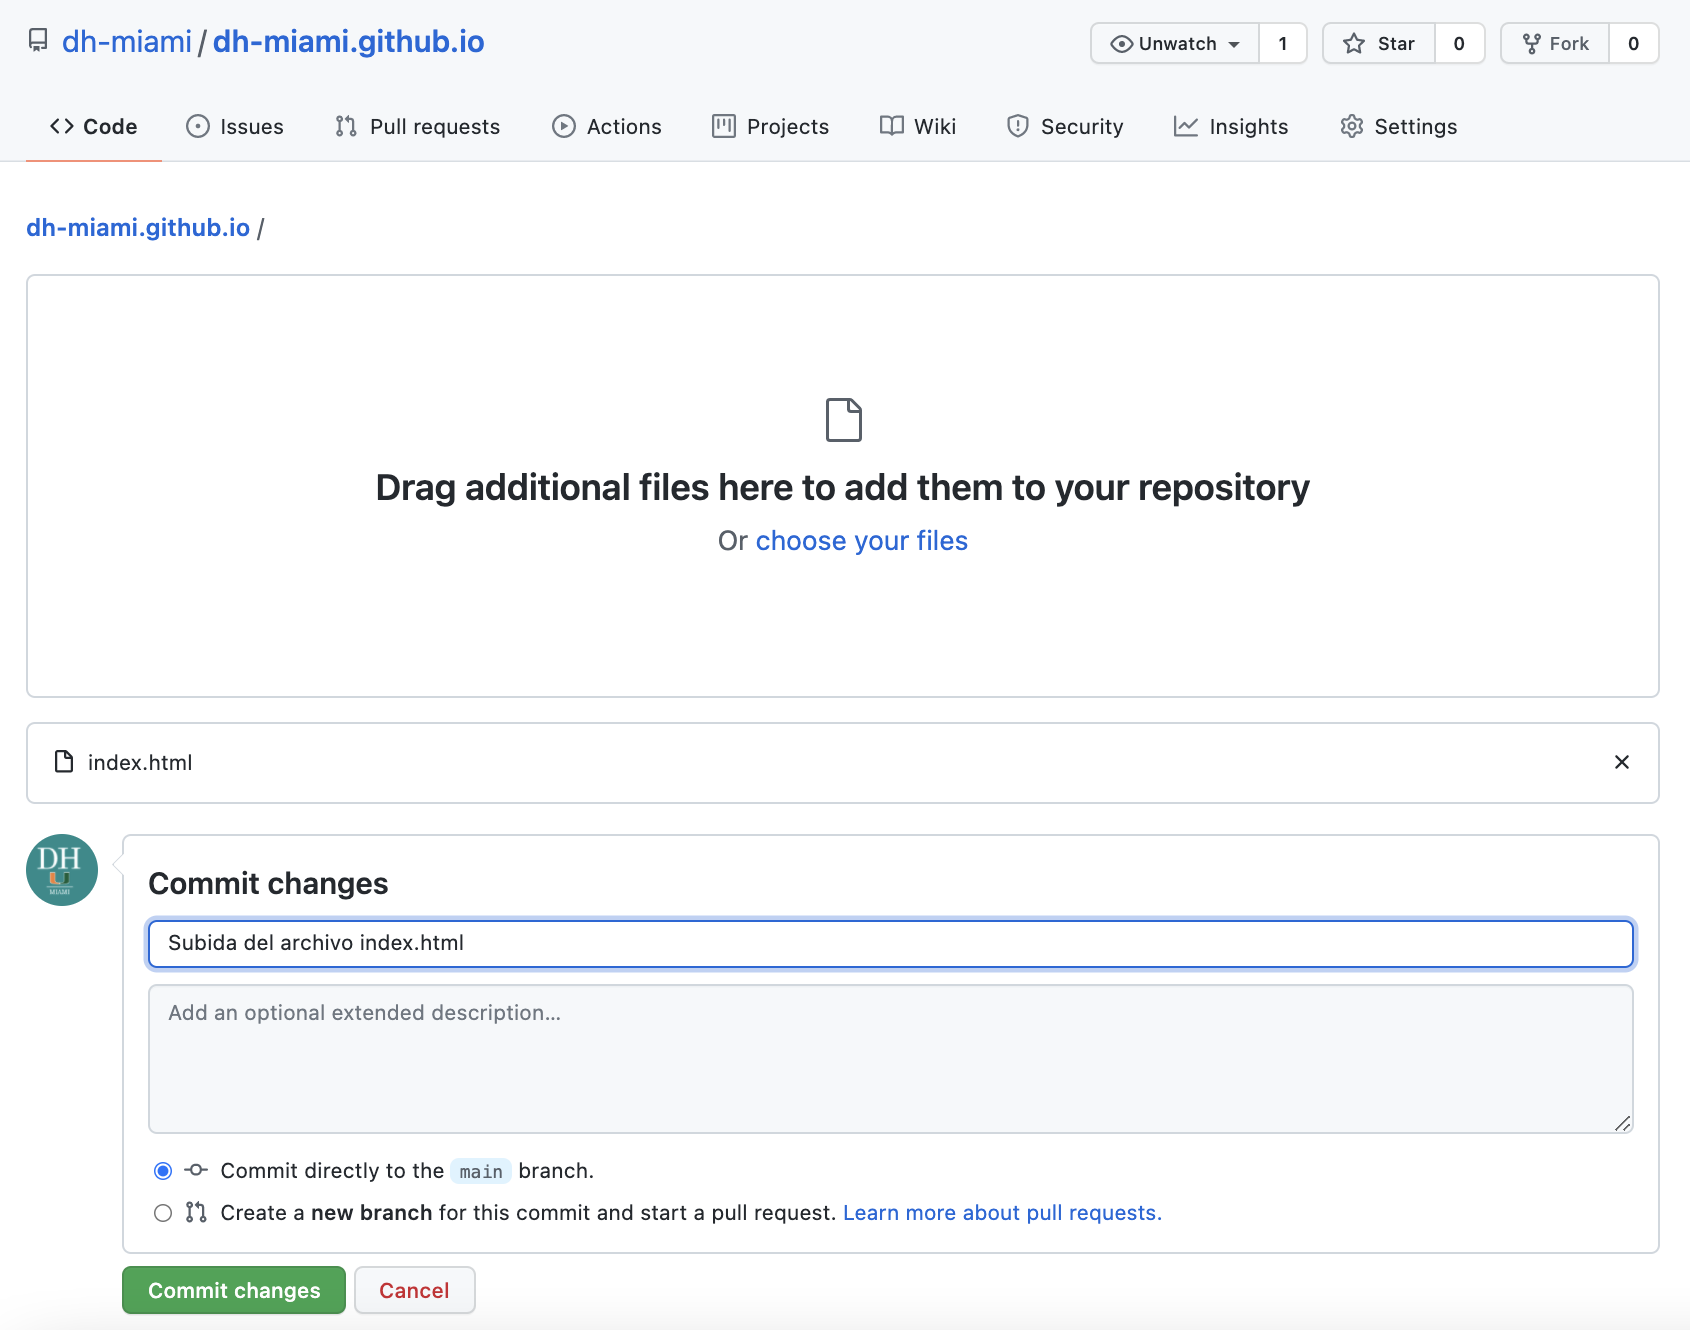 dh-miami / dh-miami.github.io
Unwatch 1 Star 0 Fork 0
Code Issues Pull requests Actions Projects Wiki Security Insights Settings
dh-miami.github.io /
Drag additional files here to add them to your repository
Or choose your files
index.html
DH
U
MIAMI
Commit changes
Subida del archivo index.html
Add an optional extended description...
Commit directly to the main branch.
Create a new branch for this commit and start a pull request. Learn more about pull requests.
Commit changes Cancel